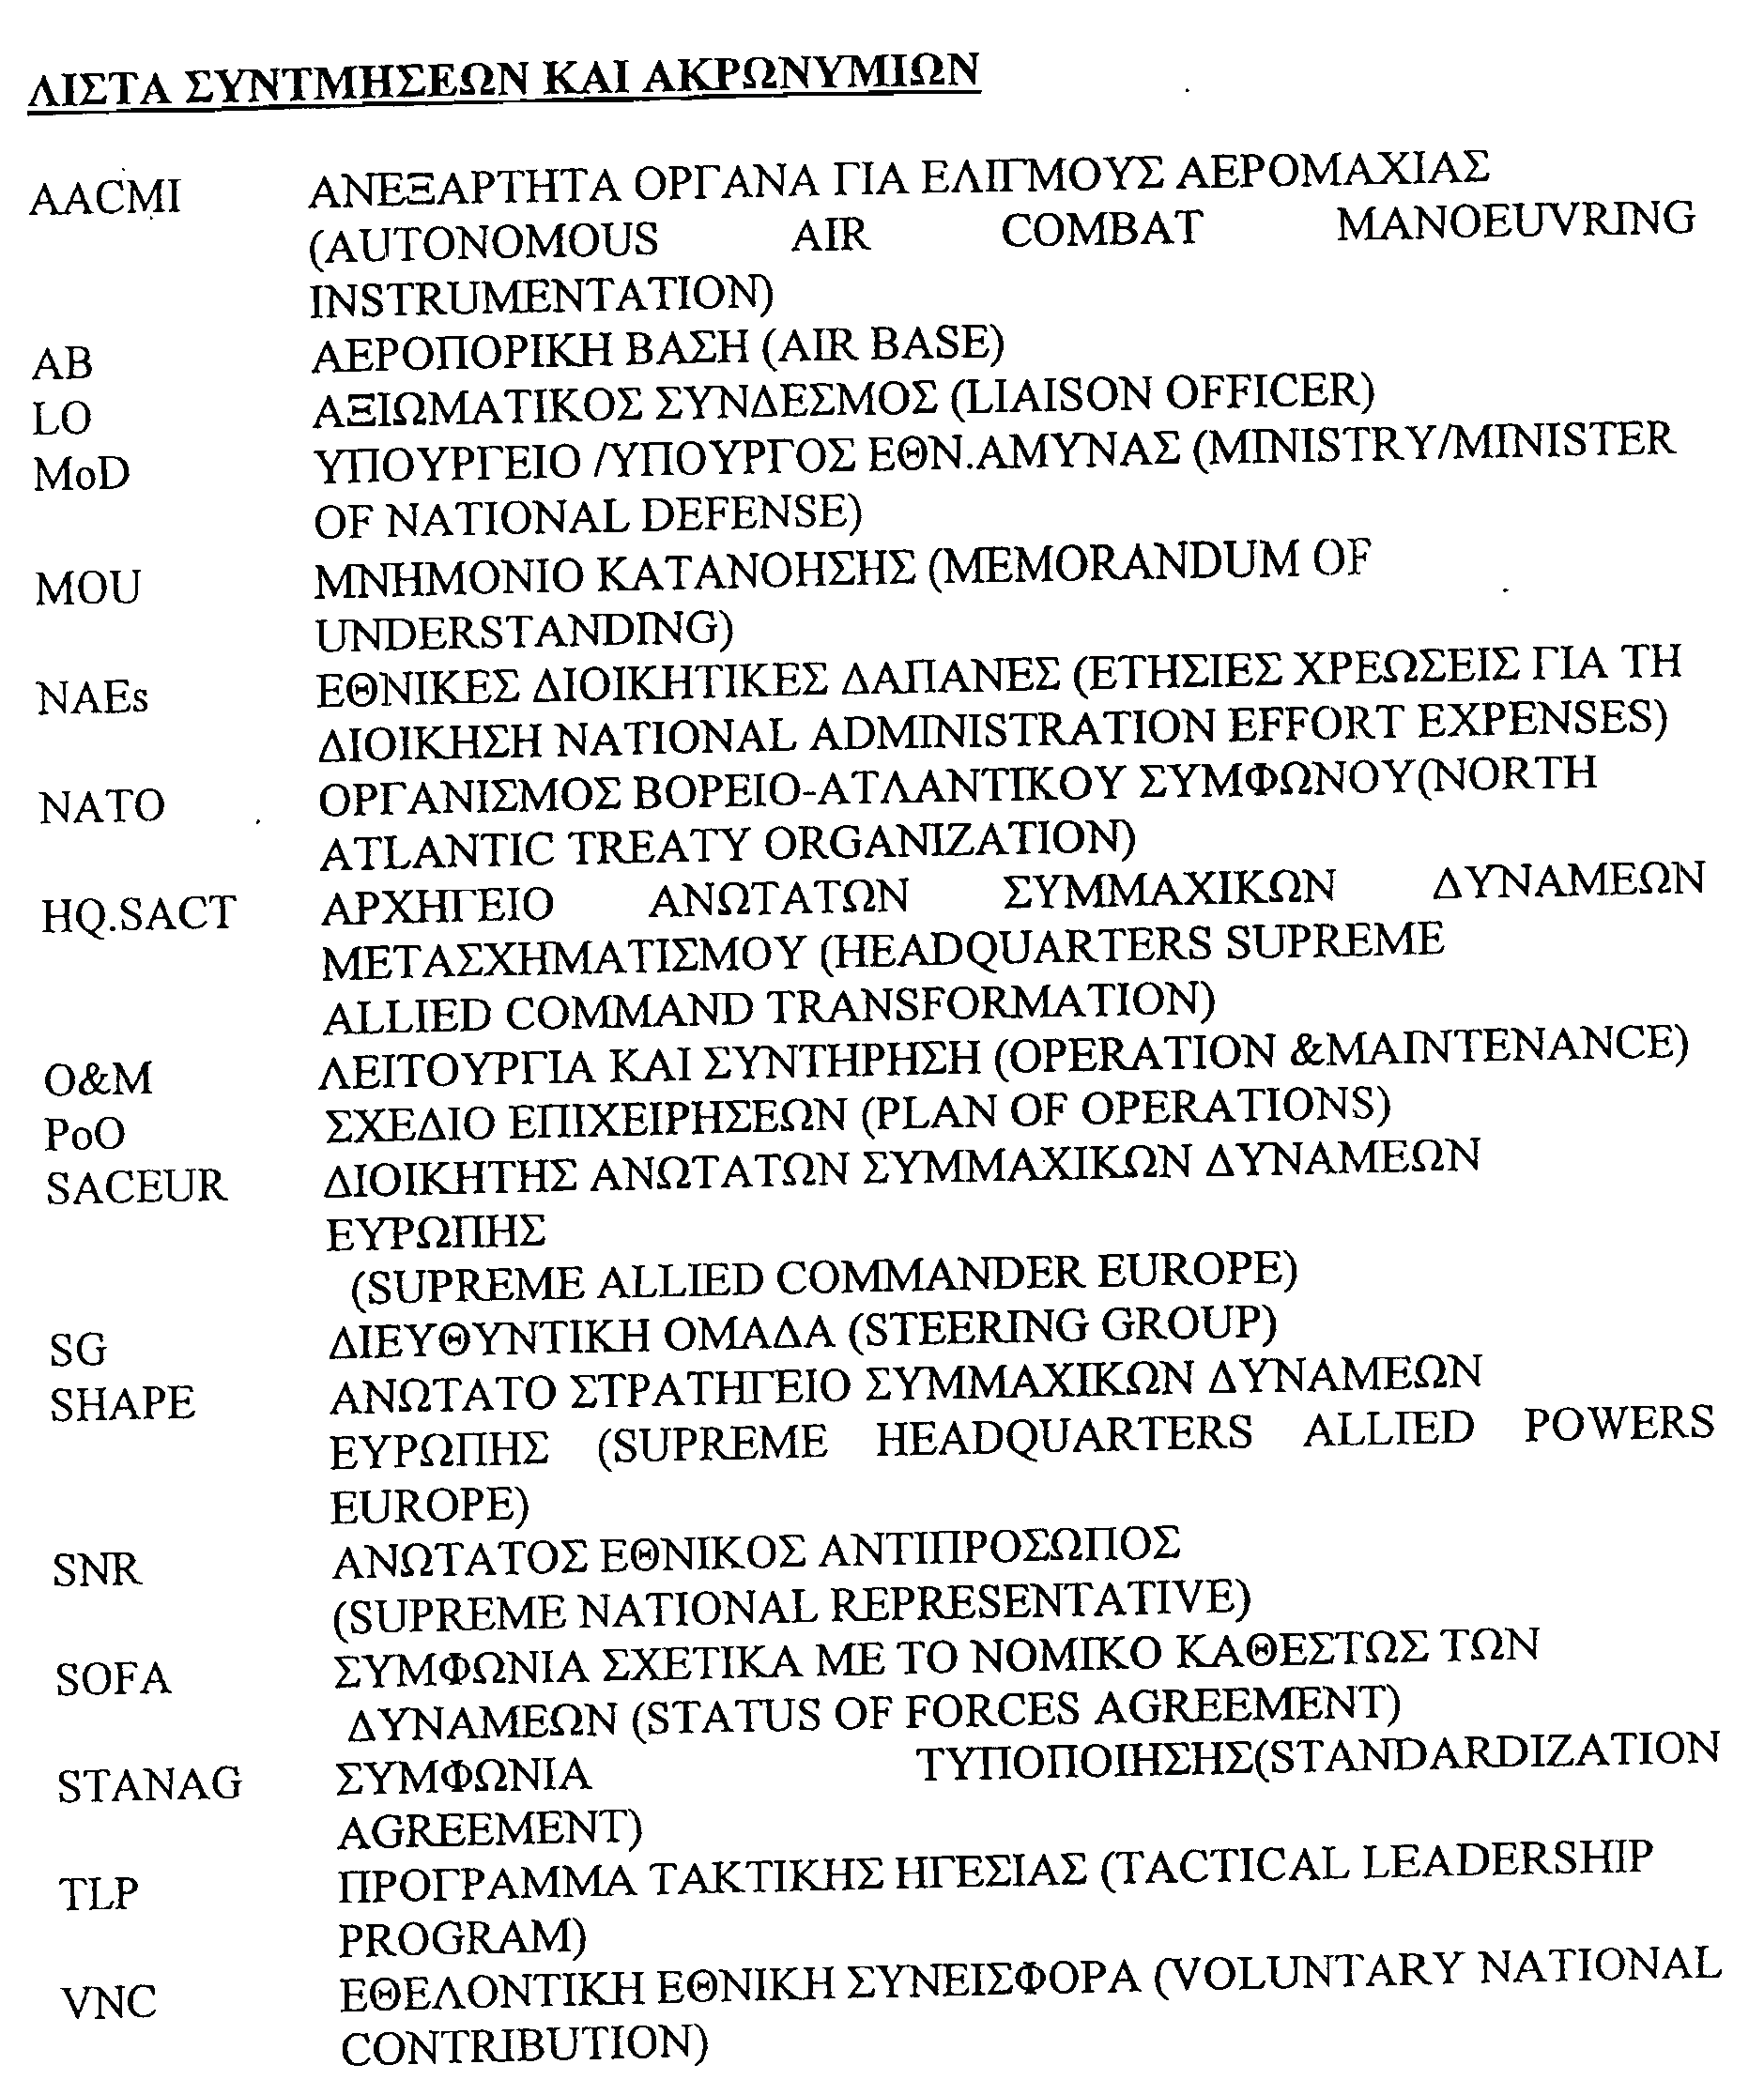 ΛΙΣΤΑ ΣΥΝΤΜΗΣΕΩΝ ΚΑΙ ΑΚΡΩΝΥΜΙΩΝ
AACMI ΑΝΕΞΑΡΤΗΤΑ ΟΡΓΑΝΑ ΓΙΑ ΕΛΙΓΜΟΥΣ ΑΕΡΟΜΑΧΙΑΣ
(AUTONOMOUS AIR COMBAT MANOEUVRING
INSTRUMENTATION)
AB ΑΕΡΟΠΟΡΙΚΗ ΒΑΣΗ (AIR BASE)
LO ΑΞΙΩΜΑΤΙΚΟΣ ΣΥΝΔΕΣΜΟΣ (LIAISON OFFICER)
MoD ΥΠΟΥΡΓΕΙΟ /ΥΠΟΥΡΓΟΣ ΕΘΝ.ΑΜΥΝΑΣ (MINISTRY/MINISTER
OF NATIONAL DEFENSE)
MOU ΜΝΗΜΟΝΙΟ ΚΑΤΑΝΟΗΣΗΣ (MEMORANDUM OF
UNDERSTANDING)
NAEs ΕΘΝΙΚΕΣ ΔΙΟΙΚΗΤΙΚΕΣ ΔΑΠΑΝΕΣ (ΕΤΗΣΙΕΣ ΧΡΕΩΣΕΙΣ ΓΙΑ ΤΗ
ΔΙΟΙΚΗΣΗ NATIONAL ADMINISTRATION EFFORT EXPENSES)
NATO ΟΡΓΑΝΙΣΜΟΣ ΒΟΡΕΙΟ-ΑΤΛΑΝΤΙΚΟΥ ΣΥΜΦΩΝΟΥ(NORTH
ATLANTIC TREATY ORGANIZATION)
HQ.SACT ΑΡΧΗΓΕΙΟ ΑΝΩΤΑΤΩΝ ΣΥΜΜΑΧΙΚΩΝ ΔΥΝΑΜΕΩΝ
ΜΕΤΑΣΧΗΜΑΤΙΣΜΟΥ (HEADQUARTERS SUPREME
ALLIED COMMAND TRANSFORMATION)
O&M ΛΕΙΤΟΥΡΓΙΑ ΚΑΙ ΣΥΝΤΗΡΗΣΗ (OPERATION &MAINTENANCE)
PoO ΣΧΕΔΙΟ ΕΠΙΧΕΙΡΗΣΕΩΝ (PLAN OF OPERATIONS)
SACEUR ΔΙΟΙΚΗΤΗΣ ΑΝΩΤΑΤΩΝ ΣΥΜΜΑΧΙΚΩΝ ΔΥΝΑΜΕΩΝ
ΕΥΡΩΠΗΣ
(SUPREME ALLIED COMMANDER EUROPE)
SG ΔΙΕΥΘΥΝΤΙΚΗ ΟΜΑΔΑ (STEERING GROUP)
SHAPE ΑΝΩΤΑΤΟ ΣΤΡΑΤΗΓΕΙΟ ΣΥΜΜΑΧΙΚΩΝ ΔΥΝΑΜΕΩΝ
ΕΥΡΩΠΗΣ (SUPREME HEADQUARTERS ALLIED POWERS
EUROPE)
SNR ΑΝΩΤΑΤΟΣ ΕΘΝΙΚΟΣ ΑΝΤΙΠΡΟΣΩΠΟΣ
(SUPREME NATIONAL REPRESENTATIVE)
SOFA ΣΥΜΦΩΝΙΑ ΣΧΕΤΙΚΑ ΜΕ ΤΟ ΝΟΜΙΚΟ ΚΑΘΕΣΤΩΣ ΤΩΝ
ΔΥΝΑΜΕΩΝ (STATUS OF FORCES AGREEMENT)
STANAG ΣΥΜΦΩΝΙΑ ΤΥΠΟΠΟΙΗΣΗΣ(STANDARDIZATION
AGREEMENT)
TLP ΠΡΟΓΡΑΜΜΑ ΤΑΚΤΙΚΗΣ ΗΓΕΣΙΑΣ (TACTICAL LEADERSHIP
PROGRAM)
VNC ΕΘΕΛΟΝΤΙΚΗ ΕΘΝΙΚΗ ΣΥΝΕΙΣΦΟΡΑ (VOLUNTARY NATIONAL
CONTRIBUTION)